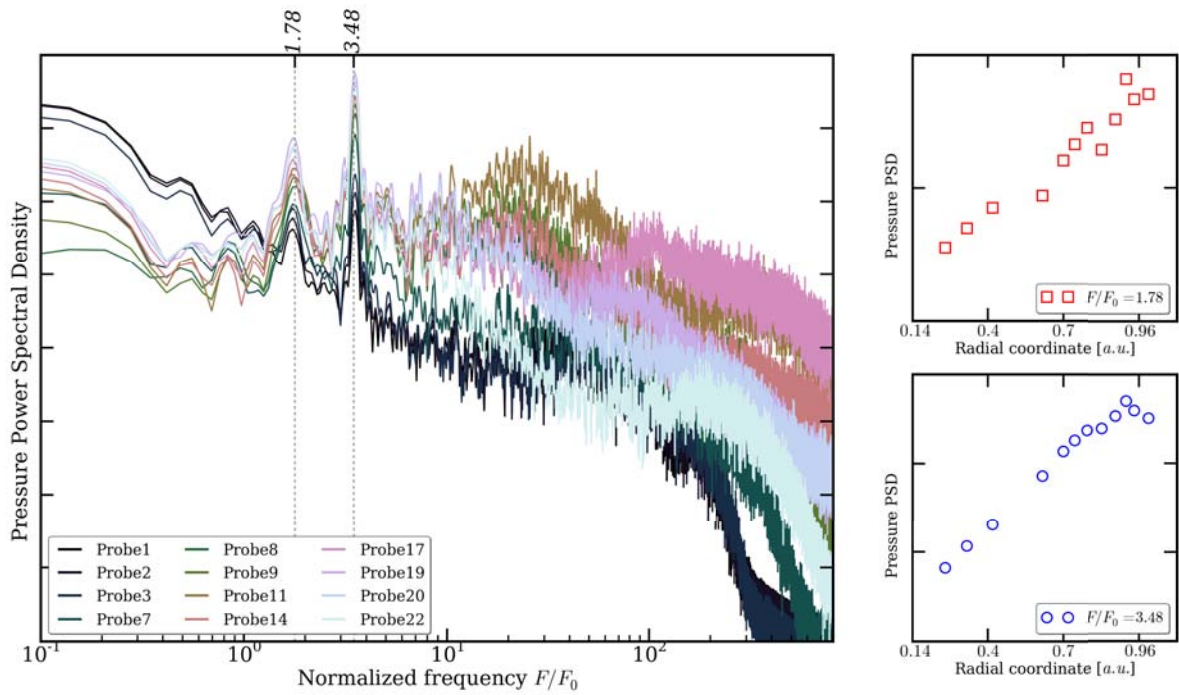 1.78
3.48
Pressure Power Spectral Density
Probe1
Probe2
Probe3
Probe7
Probe8
Probe9
Probe11
Probe14
Probe17
Probe19
Probe20
Probe22
10^-1
10^0
10^1
10^2
Normalized frequency F/F_0
Pressure PSD
F/F_0 =1.78
0.14 0.4 0.7 0.96
Radial coordinate [a.u.]
Pressure PSD
F/F_0 =3.48
0.14 0.4 0.7 0.96
Radial coordinate [a.u.]